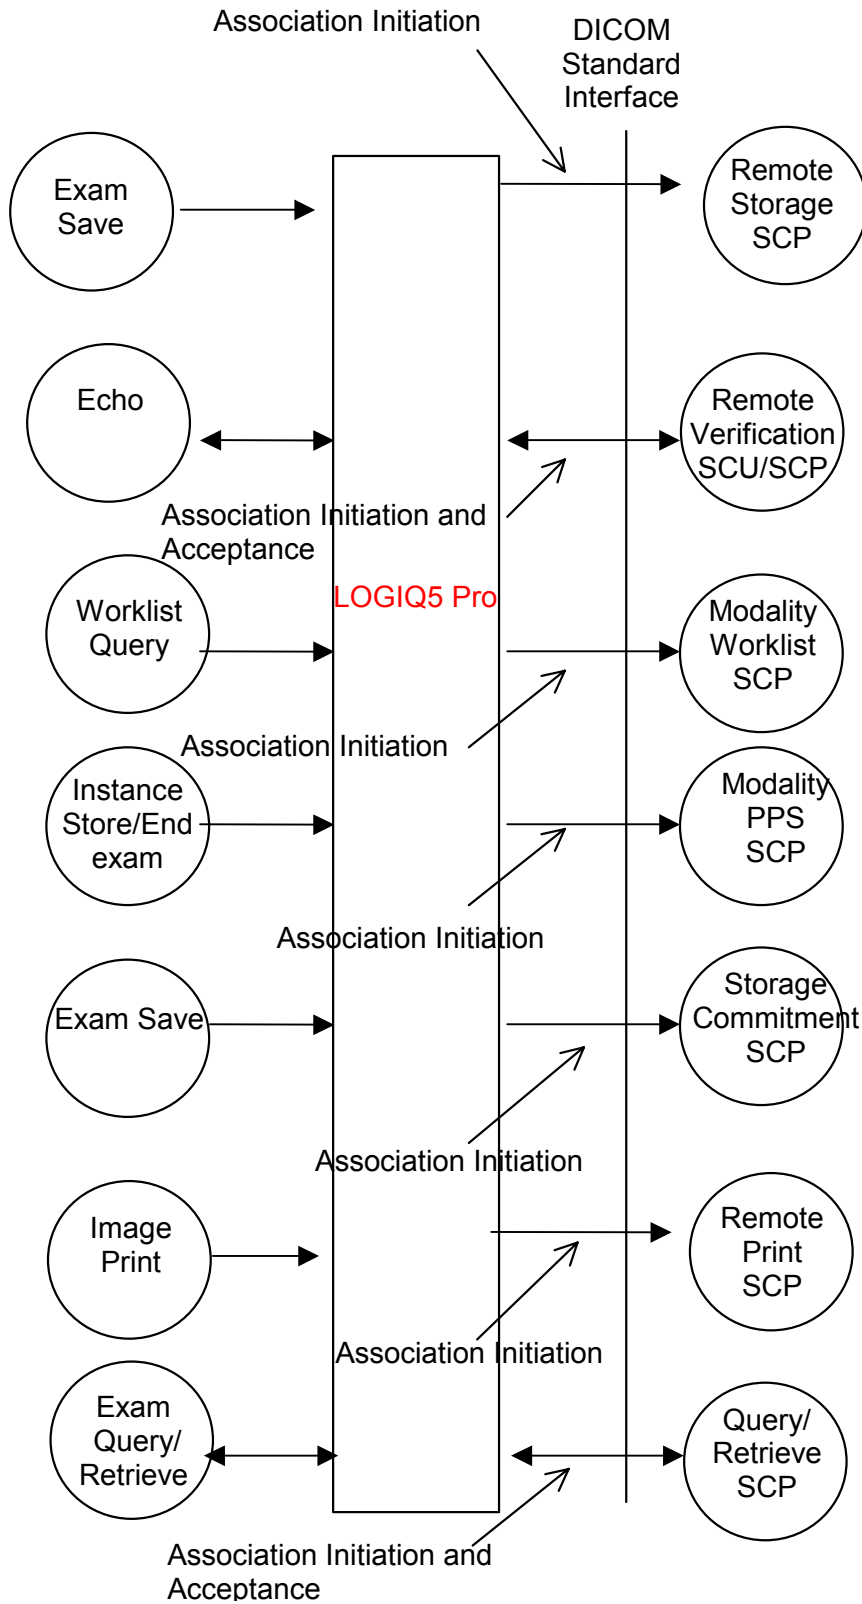 Association Initiation
DICOM
Standard
Interface
Exam
Save
Remote
Storage
SCP
Echo
Remote
Verification
SCU/SCP
Association Initiation and
Acceptance
LOGIQ5 Pro
Worklist
Query
Modality
Worklist
SCP
Association Initiation
Instance
Store/End
exam
Modality
PPS
SCP
Association Initiation
Exam Save
Storage
Commitment
SCP
Association Initiation
Image
Print
Remote
Print
SCP
Association Initiation
Exam
Query/
Retrieve
Query/
Retrieve
SCP
Association Initiation and
Acceptance